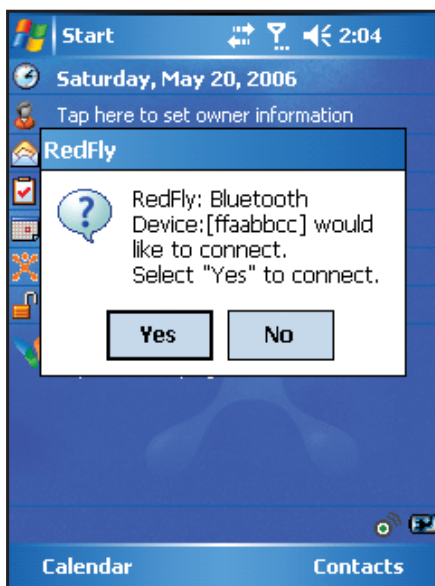 Start 2:04
Saturday, May 20, 2006
Tap here to set owner information
RedFly
RedFly: Bluetooth
Device:[ffaabbcc] would
like to connect.
Select "Yes" to connect.
Yes No
Calendar Contacts